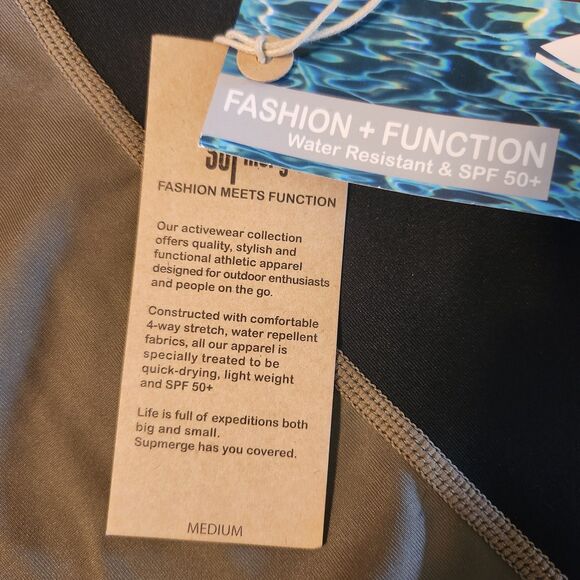 FASHION + FUNCTION
Water Resistant & SPF 50+
FASHION MEETS FUNCTION
Our activewear collection
offers quality, stylish and
functional athletic apparel
designed for outdoor enthusiasts
and people on the go.
Constructed with comfortable
4-way stretch, water repellent
fabrics, all our apparel is
specially treated to be
quick-drying, light weight
and SPF 50+
Life is full of expeditions both
big and small.
Supmerge has you covered.
MEDIUM